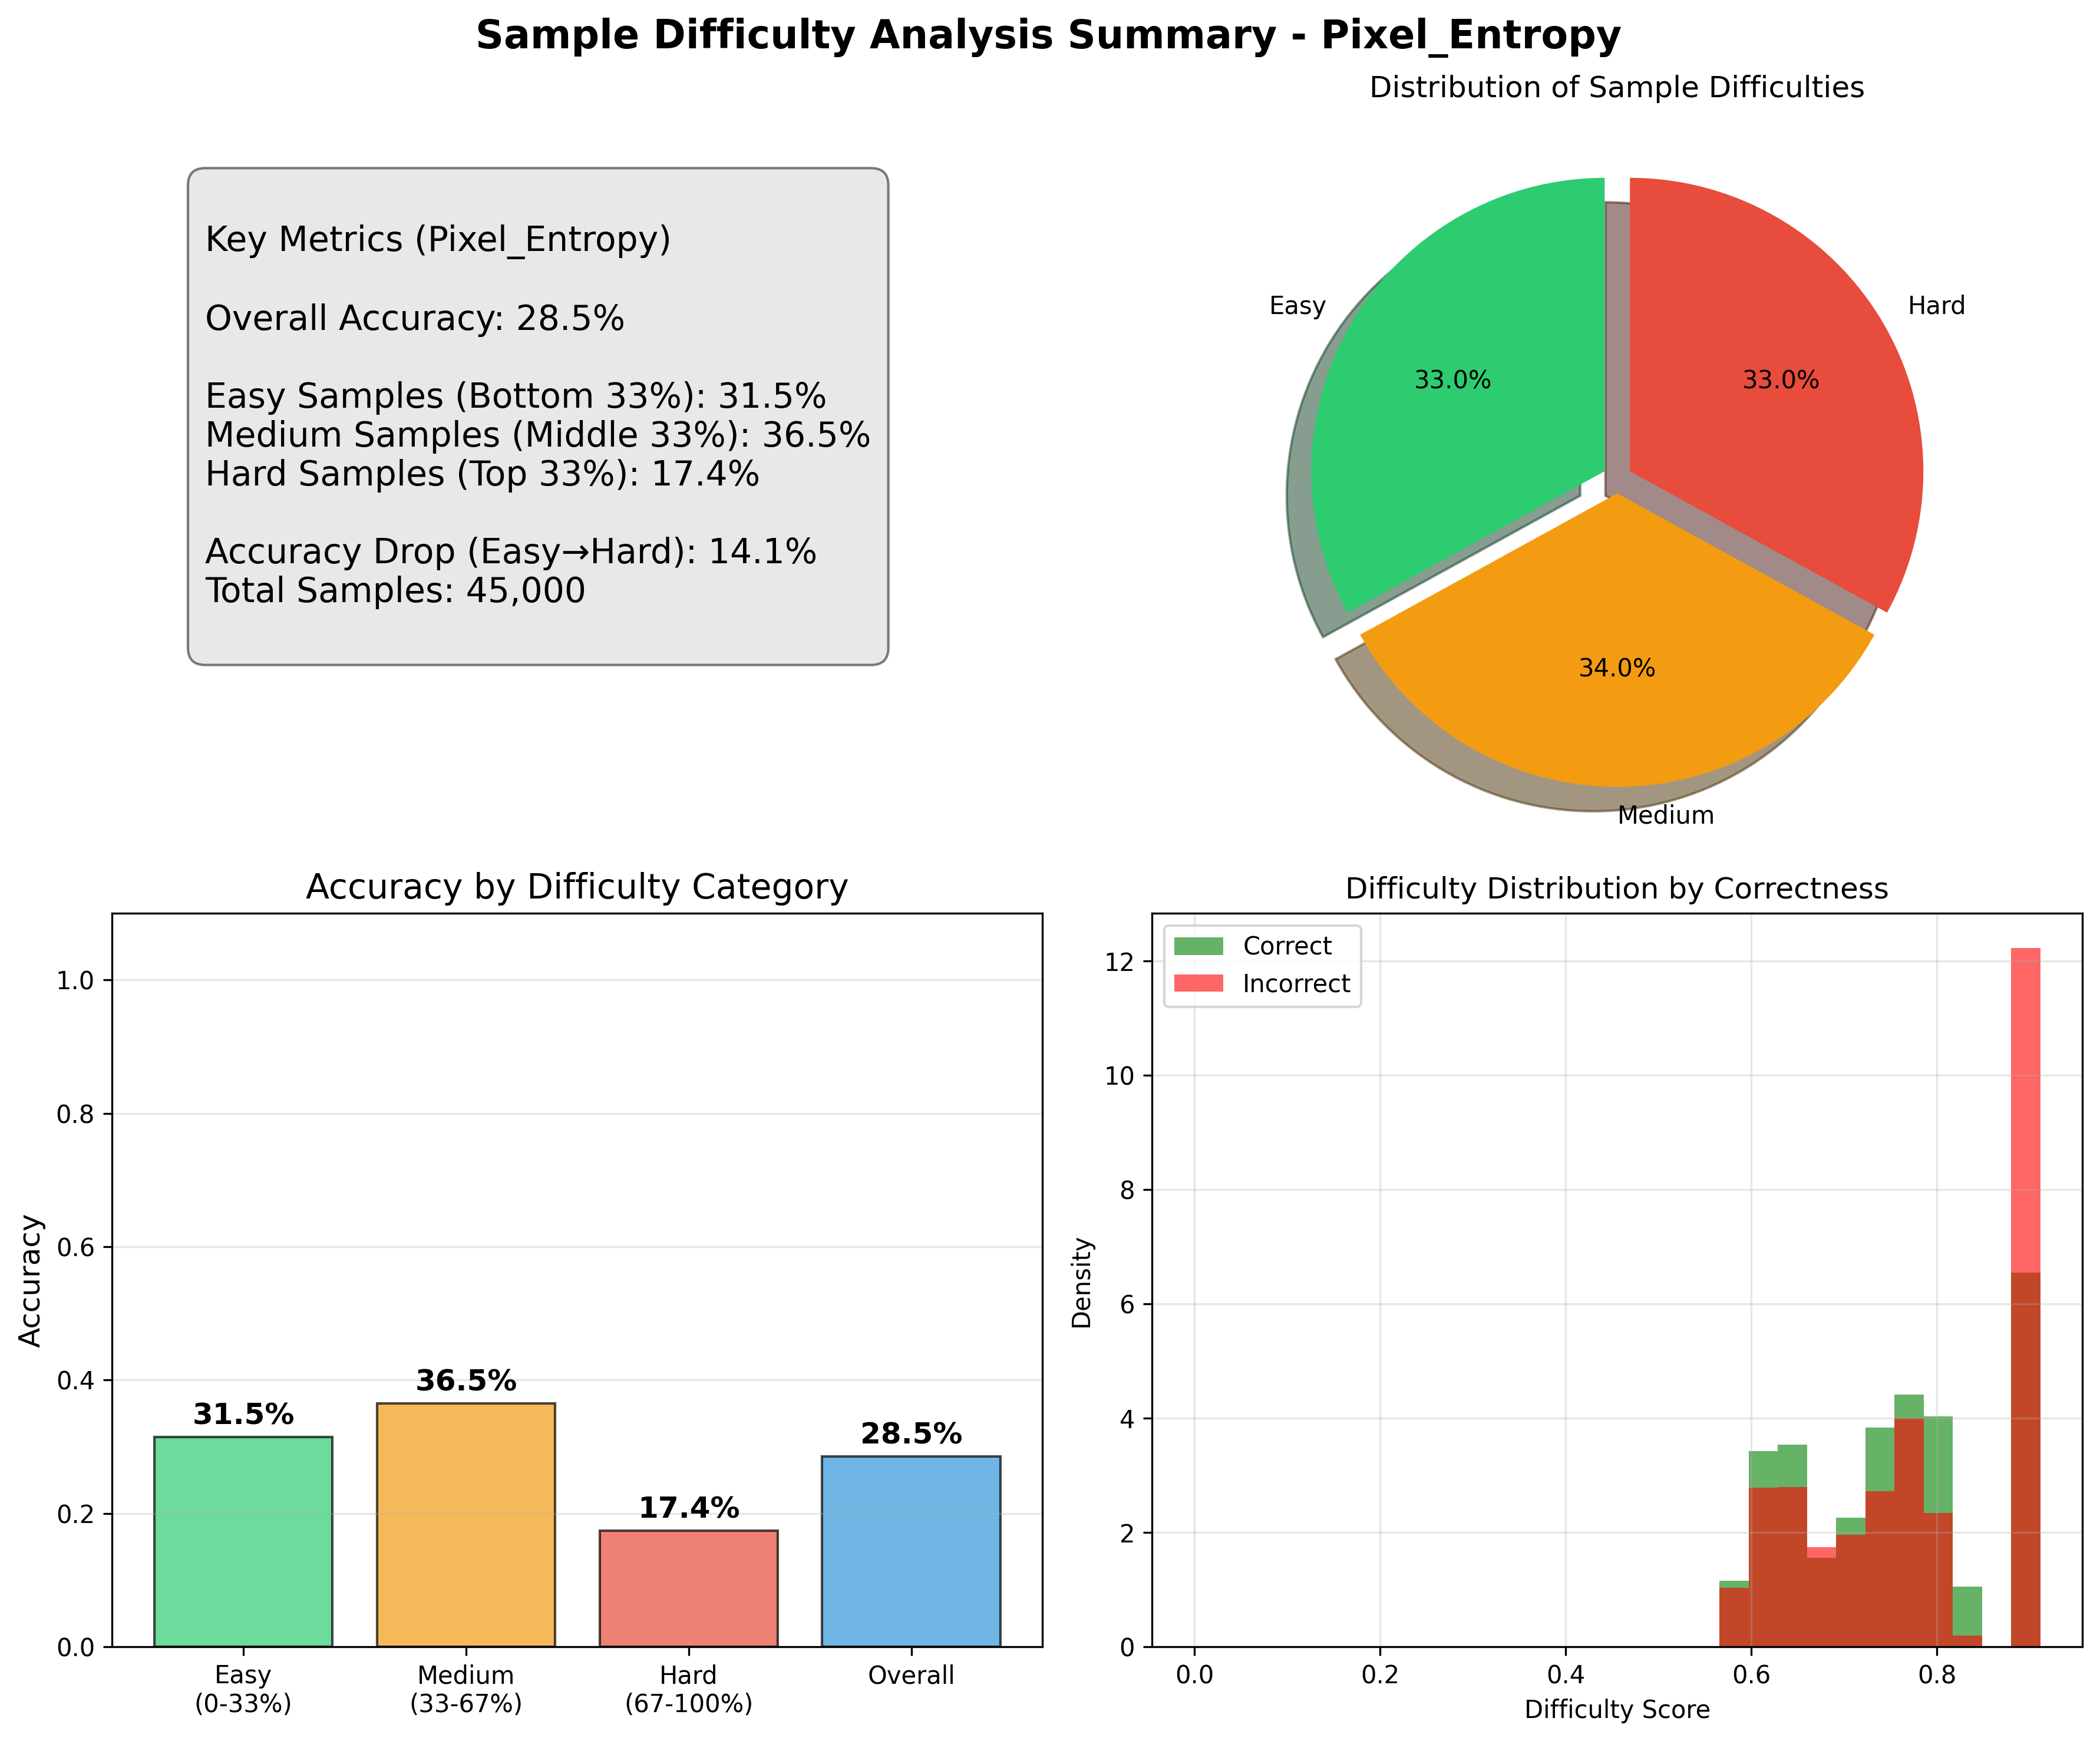 Sample Difficulty Analysis Summary - Pixel_Entropy
Key Metrics (Pixel_Entropy)
Overall Accuracy: 28.5%
Easy Samples (Bottom 33%): 31.5%
Medium Samples (Middle 33%): 36.5%
Hard Samples (Top 33%): 17.4%
Accuracy Drop (Easy→Hard): 14.1%
Total Samples: 45,000
Distribution of Sample Difficulties
Easy
Hard
33.0%
33.0%
34.0%
Medium
Accuracy by Difficulty Category
Accuracy
1.0
0.8
0.6
0.4
0.2
0.0
31.5%
36.5%
17.4%
28.5%
Easy
(0-33%)
Medium
(33-67%)
Hard
(67-100%)
Overall
Difficulty Distribution by Correctness
Correct
Incorrect
Density
12
10
8
6
4
2
0
0.0
0.2
0.4
0.6
0.8
Difficulty Score